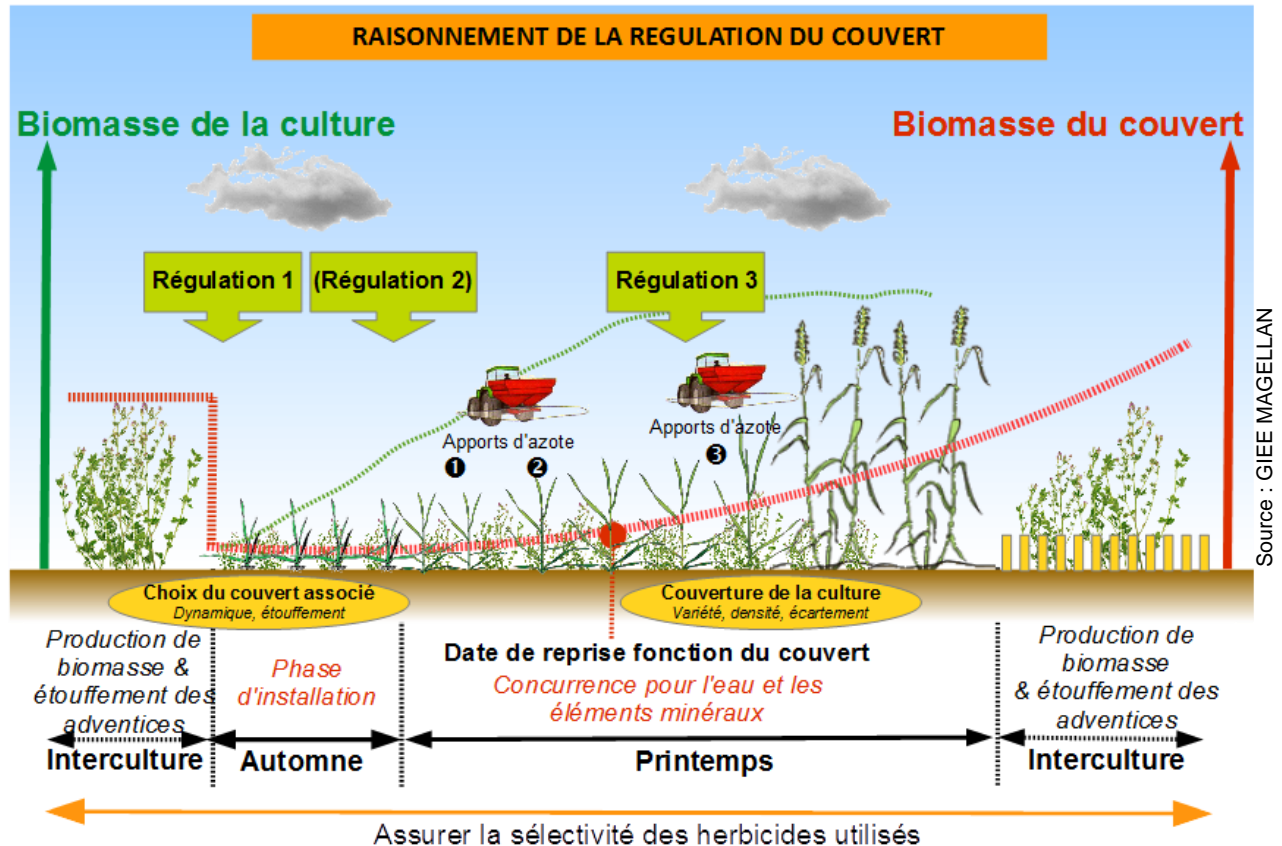 RAISONNEMENT DE LA REGULATION DU COUVERT
Biomasse de la culture
Biomasse du couvert
Régulation 1
(Régulation 2)
Régulation 3
Apports d'azote
❶ ❷
Apports d'azote
❸
Source : GIEE MAGELLAN
Choix du couvert associé
Dynamique, étouffement
Couverture de la culture
Variété, densité, écartement
Production de
biomasse &
étouffement des
adventices
Phase
d'installation
Date de reprise fonction du couvert
Concurrence pour l'eau et les
éléments minéraux
Production de
biomasse
& étouffement des
adventices
Interculture
Automne
Printemps
Interculture
Assurer la sélectivité des herbicides utilisés